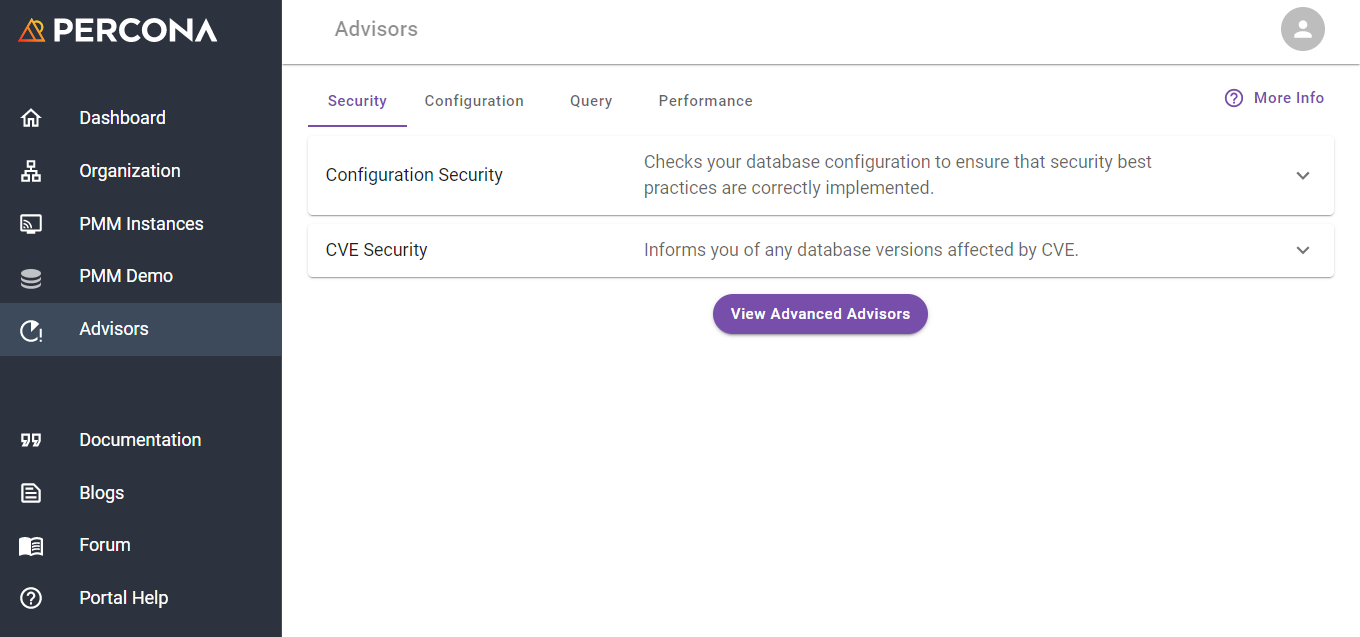 PERCONA
Advisors
Dashboard
Organization
PMM Instances
PMM Demo
Advisors
Documentation
Blogs
Forum
Portal Help
Security
Configuration
Query
Performance
More Info
Configuration Security
Checks your database configuration to ensure that security best
practices are correctly implemented.
CVE Security
Informs you of any database versions affected by CVE.
View Advanced Advisors